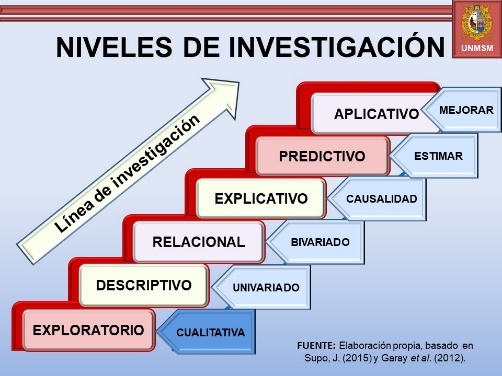 UNMSM
NIVELES DE INVESTIGACIÓN
Línea de investigación
APLICATIVO
MEJORAR
PREDICTIVO
ESTIMAR
EXPLICATIVO
CAUSALIDAD
RELACIONAL
BIVARIADO
DESCRIPTIVO
UNIVARIADO
EXPLORATORIO
CUALITATIVA
FUENTE: Elaboración propia, basado en
Supo, J. (2015) y Garay et al. (2012).